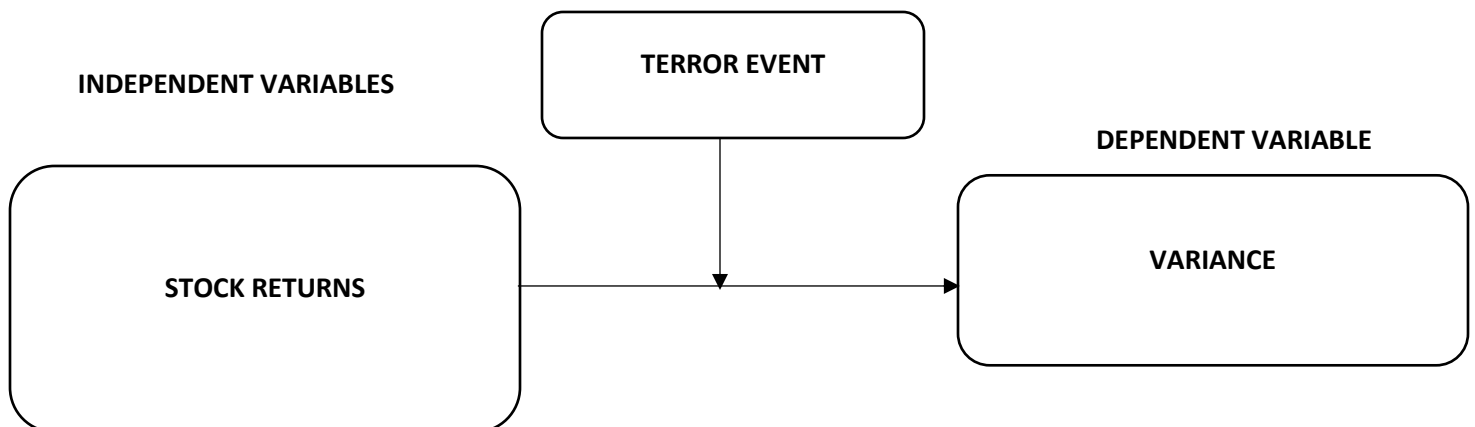 TERROR EVENT
INDEPENDENT VARIABLES
DEPENDENT VARIABLE
STOCK RETURNS
VARIANCE